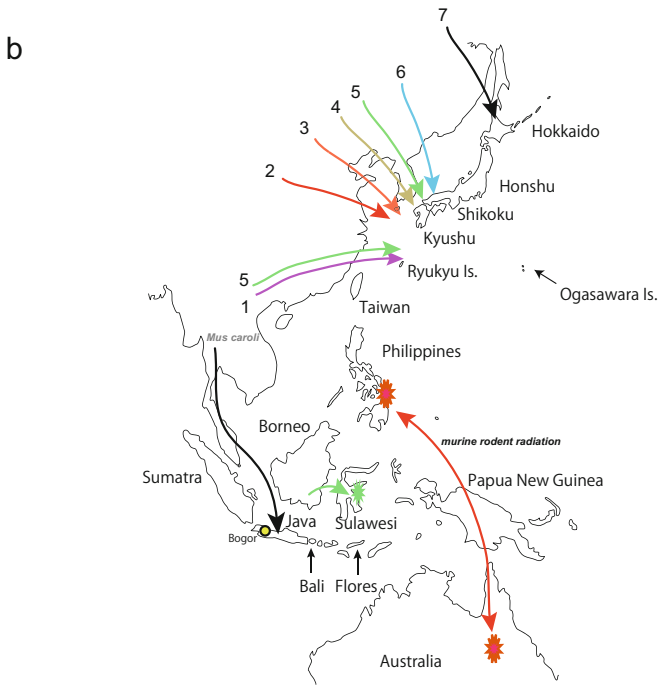 b
7
6
5
4
3
2
Hokkaido
Honshu
Shikoku
Kyushu
Ryukyu Is.
5
1
Ogasawara Is.
Taiwan
Mus caroli
Philippines
Borneo
murine rodent radiation
Sumatra
Papua New Guinea
Java
Sulawesi
Bogor
Bali
Flores
Australia